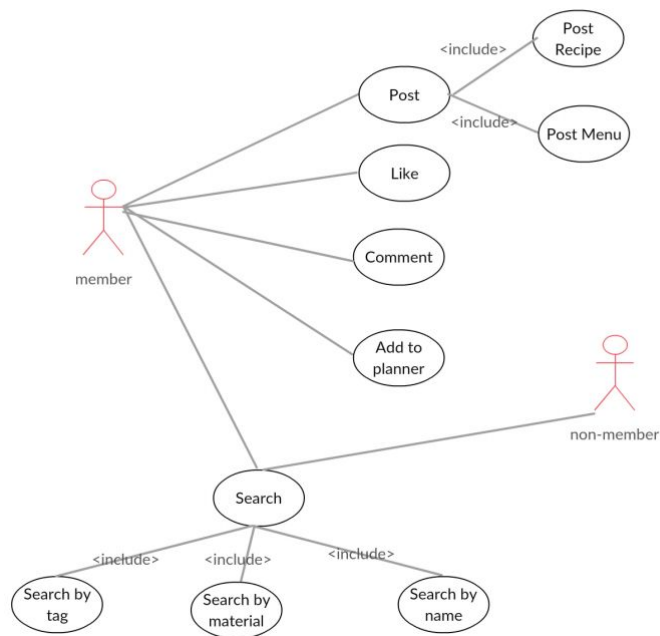 Post
Recipe
<include>
Post
<include>
Post Menu
Like
member
Comment
Add to
planner
non-member
Search
<include>
<include>
<include>
Search by
tag
Search by
material
Search by
name